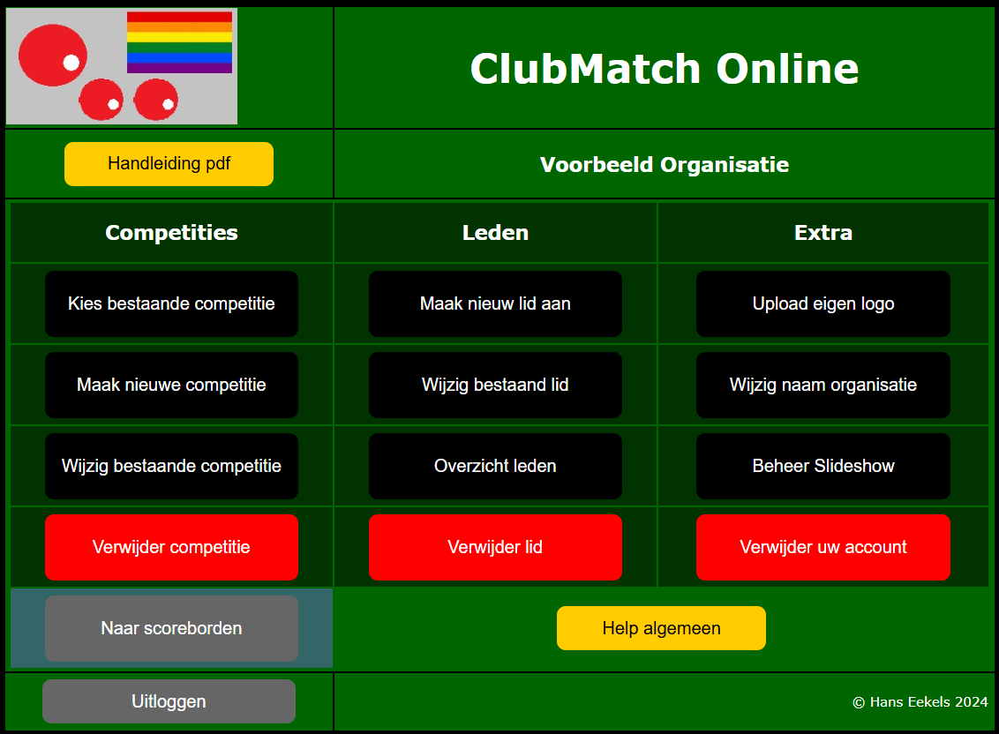 ClubMatch Online
Handleiding pdf
Voorbeeld Organisatie
Competities
Leden
Extra
Kies bestaande competitie
Maak nieuw lid aan
Upload eigen logo
Maak nieuwe competitie
Wijzig bestaand lid
Wijzig naam organisatie
Wijzig bestaande competitie
Overzicht leden
Beheer Slideshow
Verwijder competitie
Verwijder lid
Verwijder uw account
Naar scoreborden
Help algemeen
Uitloggen
© Hans Eekels 2024